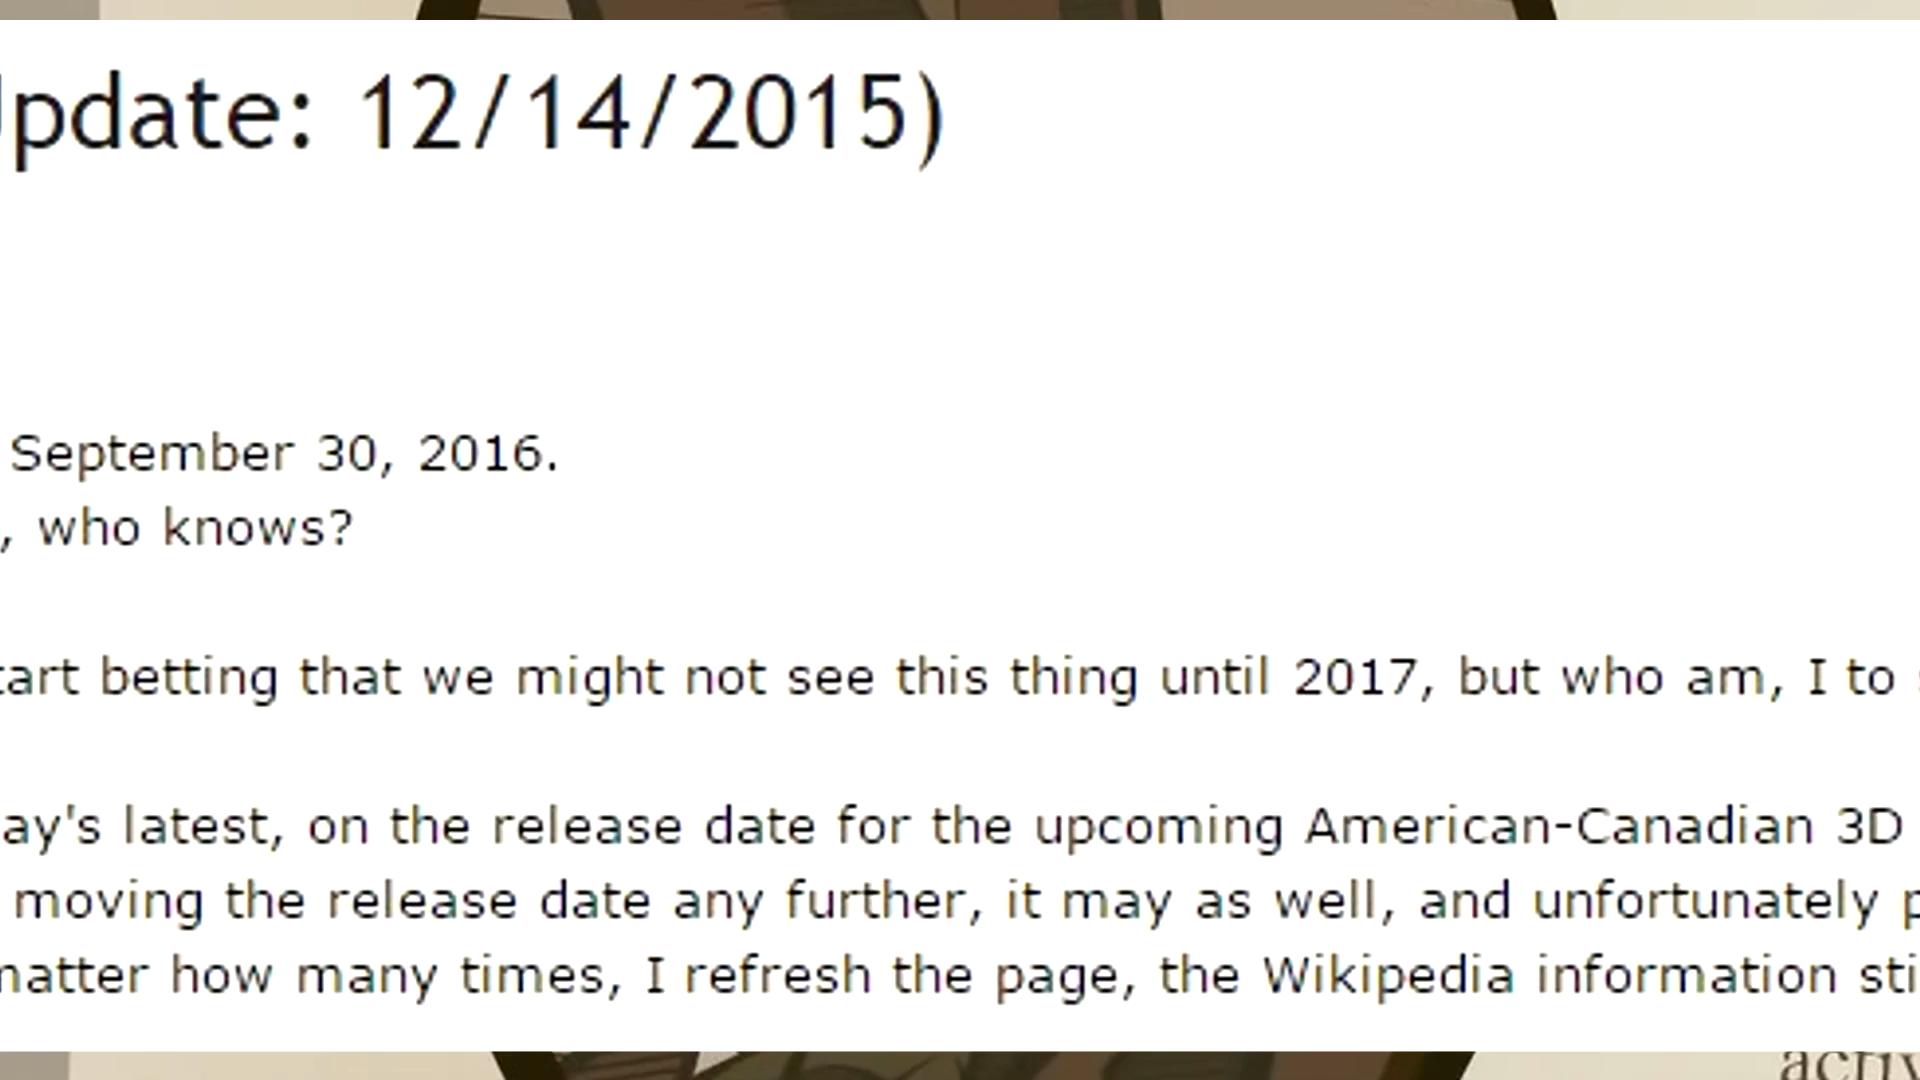 pdate: 12/14/2015)
September 30, 2016.
, who knows?
tart betting that we might not see this thing until 2017, but who am, I to
ay's latest, on the release date for the upcoming American-Canadian 3D
moving the release date any further, it may as well, and unfortunately p
matter how many times, I refresh the page, the Wikipedia information sti
activ